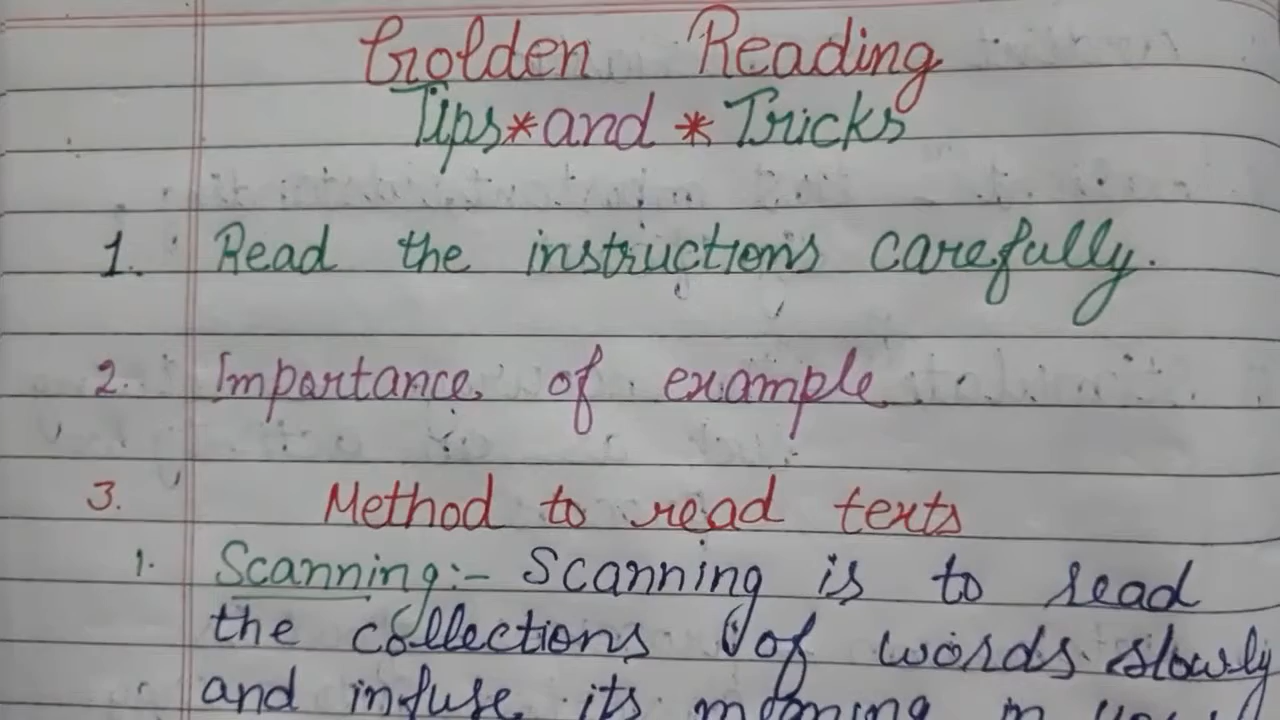 Golden Reading
Tips * and * Tricks
1. Read the instructions carefully.
2. Importance of example
3. Method to read texts
1. Scanning:- Scanning is to read
the collections of words slowly
and infuse its in